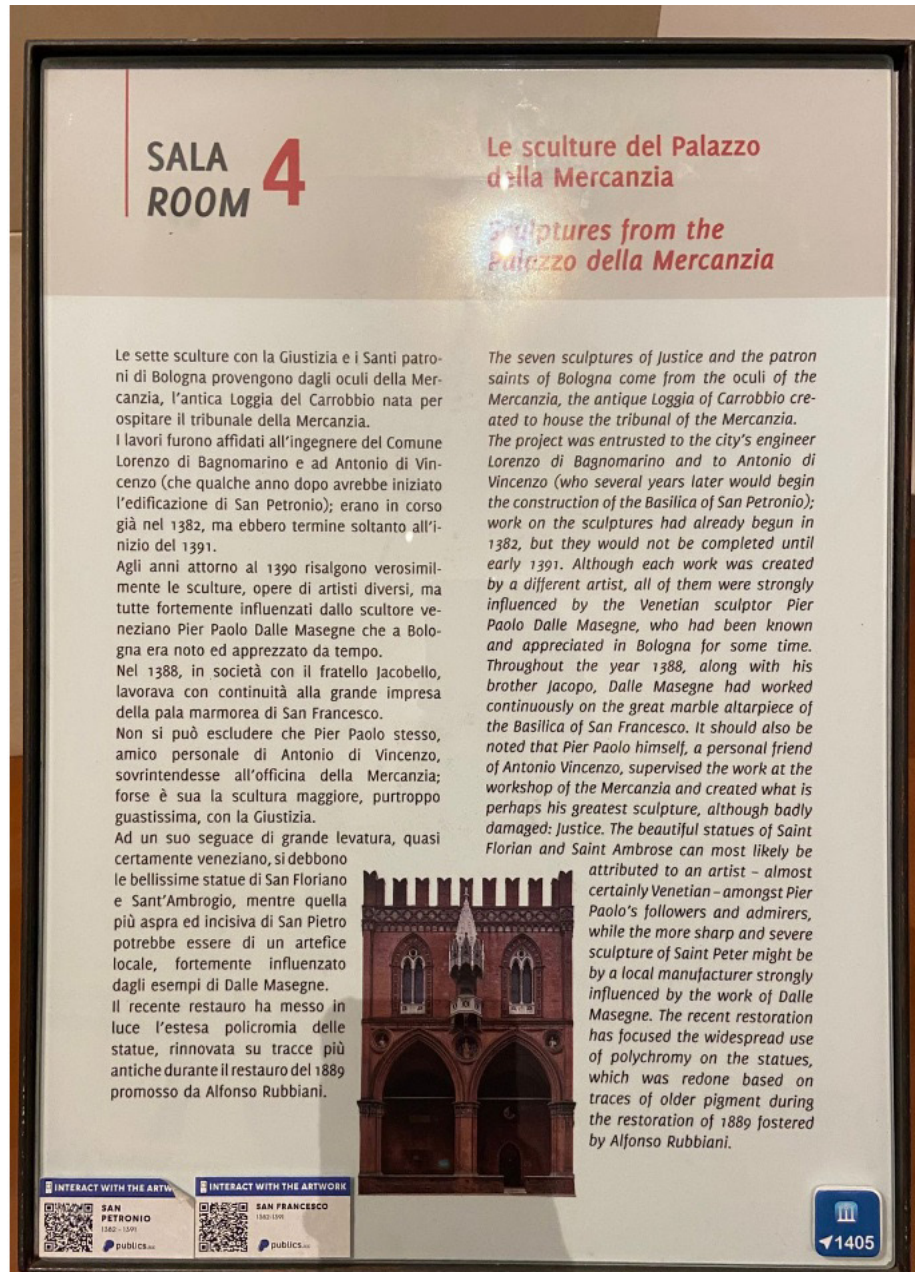 SALA
ROOM
4
Le sculture del Palazzo
della Mercanzia
Sculptures from the
Palazzo della Mercanzia
Le sette sculture con la Giustizia e i Santi patro-
ni di Bologna provengono dagli oculi della Mer-
canzia, l'antica Loggia del Carrobbio nata per
ospitare il tribunale della Mercanzia.
I lavori furono affidati all'ingegnere del Comune
Lorenzo di Bagnomarino e ad Antonio di Vin-
cenzo (che qualche anno dopo avrebbe iniziato
l'edificazione di San Petronio); erano in corso
già nel 1382, ma ebbero termine soltanto all'i-
nizio del 1391.
Agli anni attorno al 1390 risalgono verosimil-
mente le sculture, opere di artisti diversi, ma
tutte fortemente influenzati dallo scultore ve-
neziano Pier Paolo Dalle Masegne che a Bolo-
gna era noto ed apprezzato da tempo.
Nel 1388, in società con il fratello Jacobello,
lavorava con continuità alla grande impresa
della pala marmorea di San Francesco.
Non si può escludere che Pier Paolo stesso,
amico personale di Antonio di Vincenzo,
sovrintendesse all'officina della Mercanzia;
forse è sua la scultura maggiore, purtroppo
guastissima, con la Giustizia.
Ad un suo seguace di grande levatura, quasi
certamente veneziano, si debbono
le bellissime statue di San Floriano
e Sant'Ambrogio, mentre quella
più aspra ed incisiva di San Pietro
potrebbe essere di un artefice
locale, fortemente influenzato
dagli esempi di Dalle Masegne.
Il recente restauro ha messo in
luce l'estesa policromia delle
statue, rinnovata su tracce più
antiche durante il restauro del 1889
promosso da Alfonso Rubbiani.
The seven sculptures of Justice and the patron
saints of Bologna come from the oculi of the
Mercanzia, the antique Loggia of Carrobbio cre-
ated to house the tribunal of the Mercanzia.
The project was entrusted to the city's engineer
Lorenzo di Bagnomarino and to Antonio di
Vincenzo (who several years later would begin
the construction of the Basilica of San Petronio);
work on the sculptures had already begun in
1382, but they would not be completed until
early 1391. Although each work was created
by a different artist, all of them were strongly
influenced by the Venetian sculptor Pier
Paolo Dalle Masegne, who had been known
and appreciated in Bologna for some time.
Throughout the year 1388, along with his
brother Jacopo, Dalle Masegne had worked
continuously on the great marble altarpiece of
the Basilica of San Francesco. It should also be
noted that Pier Paolo himself, a personal friend
of Antonio Vincenzo, supervised the work at the
workshop of the Mercanzia and created what is
perhaps his greatest sculpture, although badly
damaged: Justice. The beautiful statues of Saint
Florian and Saint Ambrose can most likely be
attributed to an artist – almost
certainly Venetian – amongst Pier
Paolo's followers and admirers,
while the more sharp and severe
sculpture of Saint Peter might be
by a local manufacturer strongly
influenced by the work of Dalle
Masegne. The recent restoration
has focused the widespread use
of polychromy on the statues,
which was redone based on
traces of older pigment during
the restoration of 1889 fostered
by Alfonso Rubbiani.
INTERACT WITH THE ARTW
SAN
PETRONIO
1382 - 1391
publics.
INTERACT WITH THE ARTWORK
SAN FRANCESCO
1382-1391
publics.
1405